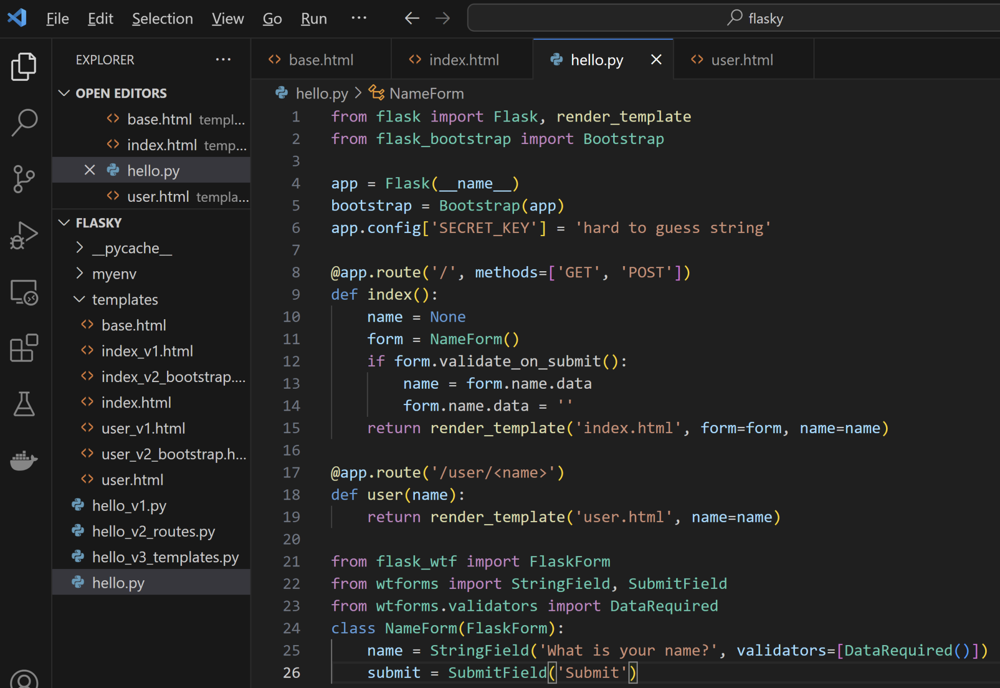 File Edit Selection View Go Run ··· flasky
EXPLORER ···
OPEN EDITORS
base.html templ...
index.html temp...
hello.py
user.html templa...
FLASKY
__pycache__
myenv
templates
base.html
index_v1.html
index_v2_bootstrap....
index.html
user_v1.html
user_v2_bootstrap.h...
user.html
hello_v1.py
hello_v2_routes.py
hello_v3_templates.py
hello.py
base.html index.html hello.py user.html
hello.py > NameForm
1 from flask import Flask, render_template
2 from flask_bootstrap import Bootstrap
3
4 app = Flask(__name__)
5 bootstrap = Bootstrap(app)
6 app.config['SECRET_KEY'] = 'hard to guess string'
7
8 @app.route('/', methods=['GET', 'POST'])
9 def index():
10     name = None
11     form = NameForm()
12     if form.validate_on_submit():
13         name = form.name.data
14         form.name.data = ''
15     return render_template('index.html', form=form, name=name)
16
17 @app.route('/user/<name>')
18 def user(name):
19     return render_template('user.html', name=name)
20
21 from flask_wtf import FlaskForm
22 from wtforms import StringField, SubmitField
23 from wtforms.validators import DataRequired
24 class NameForm(FlaskForm):
25     name = StringField('What is your name?', validators=[DataRequired()])
26     submit = SubmitField('Submit')